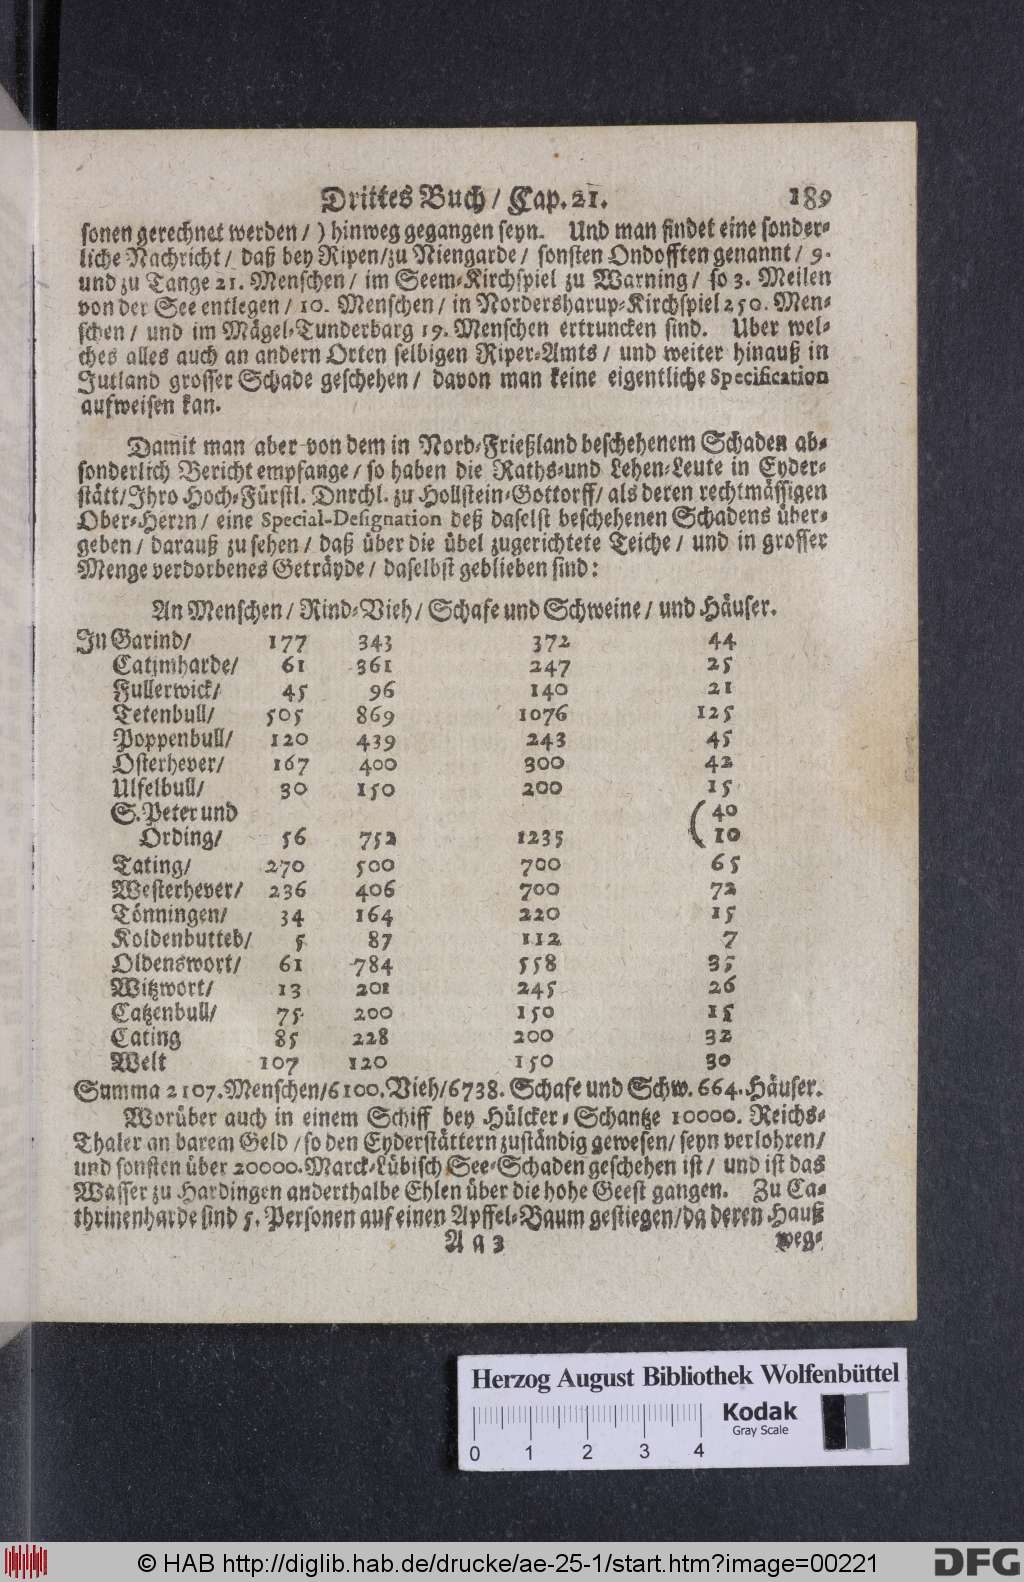 Drittes Buch / Cap. 21. 189
sonen gerechnet werden / ) hinweg gegangen seyn. Und man findet eine sonder-
liche Nachricht / daß bey Ripen/zu Niengarde / sonsten Ondofften genannt / 9.
und zu Tange 21. Menschen / im Seem-Kirchspiel zu Warning / so 3. Meilen
von der See entlegen / 10. Menschen / in Nordersharup-Kirchspiel 250. Men-
schen / und im Mägel-Tunderbarg 19. Menschen ertruncken sind. Uber wel-
ches alles auch an andern Orten selbigen Riper-Amts / und weiter hinauß in
Jutland grosser Schade geschehen / davon man keine eigentliche Specification
aufweisen kan.
Damit man aber von dem in Nord-Frießland beschehenem Schaden ab-
sonderlich Bericht empfange / so haben die Raths-und Lehen-Leute in Eyder-
stätt/Ihro Hoch-Fürstl. Dnrchl. zu Hollstein-Gottorff/ als deren rechtmässigen
Ober-Herrn / eine Special-Designation deß daselst beschehenen Schadens über-
geben / darauß zu sehen / daß über die übel zugerichtete Teiche / und in grosser
Menge verdorbenes Geträyde / daselbst geblieben sind:
An Menschen / Rind-Vieh / Schafe und Schweine / und Häuser.
In Garind/ 177 343 372 44
Catjmharde/ 61 361 247 25
Fullerwick/ 45 96 140 21
Tetenbull/ 505 869 1076 125
Poppenbull/ 120 439 243 45
Osterhever/ 167 400 300 42
Ulfelbull/ 30 150 200 15
S. Peter und (40
Ording/ 56 752 1235 10
Tating/ 270 500 700 65
Westerhever/ 236 406 700 72
Tönningen/ 34 164 220 15
Koldenbutteb/ 5 87 112 7
Oldenswort/ 61 784 558 35
Witzwort/ 13 201 245 26
Catzenbull/ 75 200 150 15
Cating 85 228 200 32
Welt 107 120 150 30
Summa 2107. Menschen/6100. Vieh/6738. Schafe und Schw. 664. Häuser.
Worüber auch in einem Schiff bey Hülcker-Schantze 10000. Reichs-
Thaler an barem Geld / so den Eyderstättern zuständig gewesen/ seyn verlohren/
und sonsten über 20000. Marck-Lübisch See-Schaden geschehen ist / und ist das
Wasser zu Hardingen anderthalbe Ehlen über die hohe Geest gangen. Zu Ca-
thrinenharde sind 5. Personen auf einen Apffel-Baum gestiegen/da deren Hauß
A a 3 weg-
Herzog August Bibliothek Wolfenbüttel
Kodak
Gray Scale
0 1 2 3 4
© HAB http://diglib.hab.de/drucke/ae-25-1/start.htm?image=00221
DFG